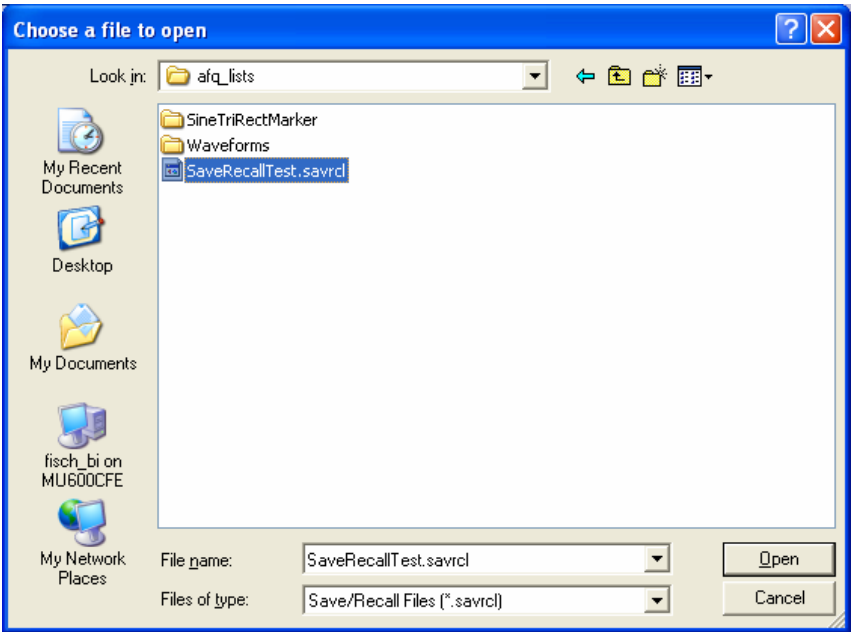 Choose a file to open
Look in: afq_lists
SineTriRectMarker
Waveforms
SaveRecallTest.savrcl
My Recent
Documents
Desktop
My Documents
fisch_bi on
MU600CFE
My Network
Places
File name: SaveRecallTest.savrcl
Open
Files of type: Save/Recall Files (*.savrcl)
Cancel